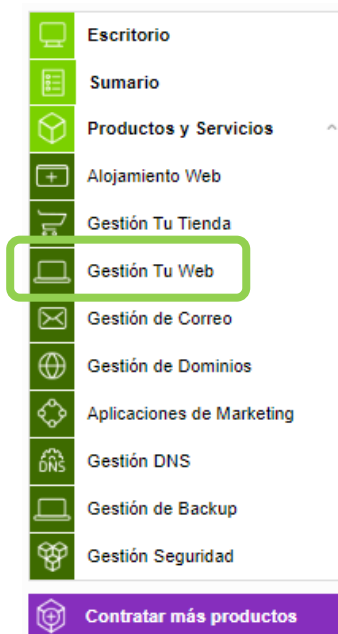 Escritorio
Sumario
Productos y Servicios
Alojamiento Web
Gestión Tu Tienda
Gestión Tu Web
Gestión de Correo
Gestión de Dominios
Aplicaciones de Marketing
DNS
Gestión DNS
Gestión de Backup
Gestión Seguridad
Contratar más productos